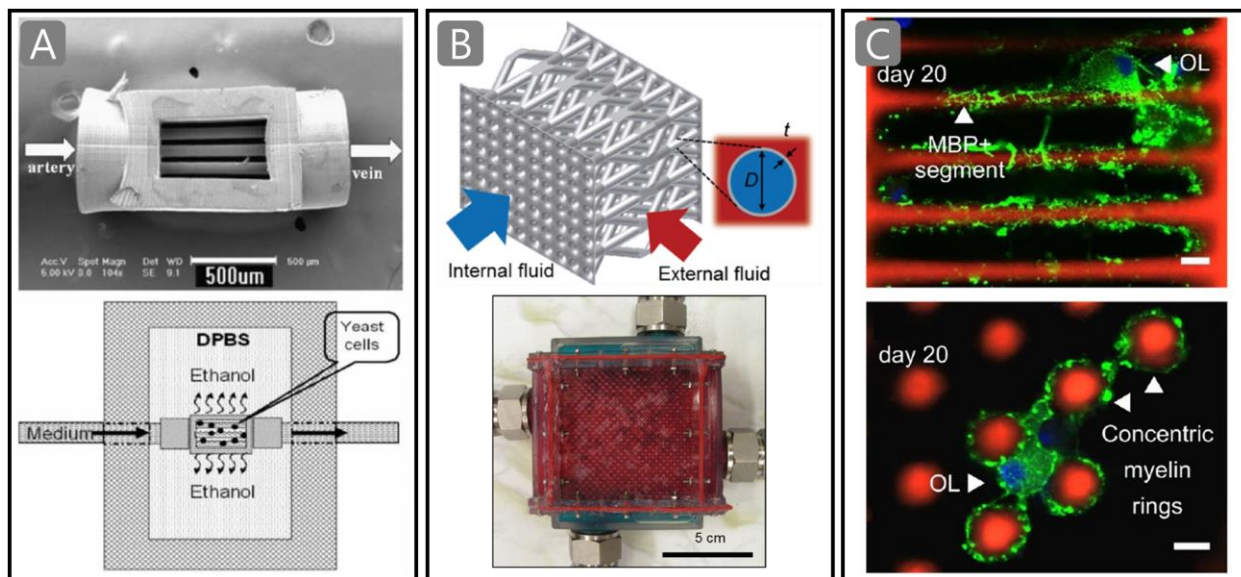 A
artery
vein
Acc.V Spot Magn Det WD 500 µm
5.00 kV 3.0 104x SE 9.1 500um
DPBS
Yeast
cells
Ethanol
Medium
Ethanol
B
t
D
Internal fluid
External fluid
5 cm
C
day 20
OL
MBP+
segment
day 20
Concentric
myelin
rings
OL